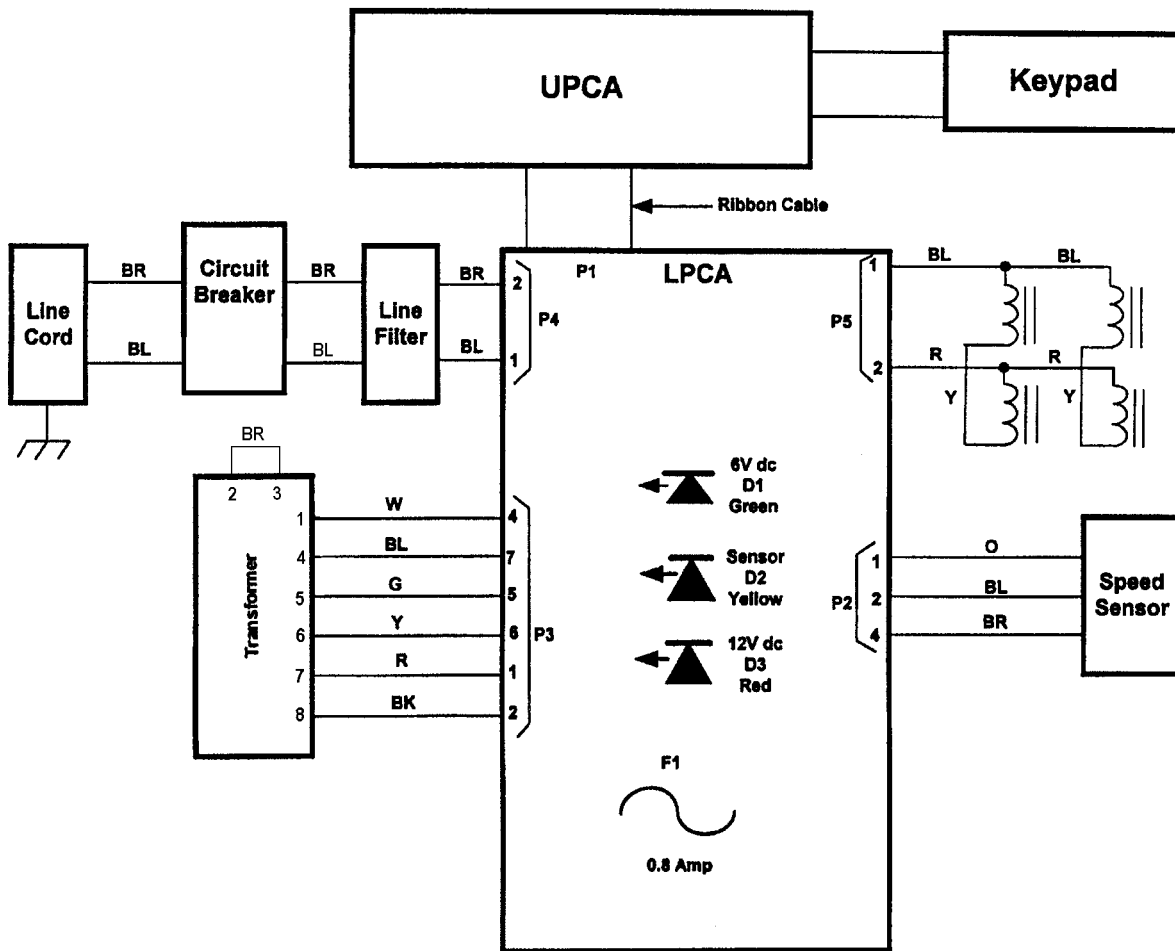 UPCA
Keypad
Ribbon Cable
Line
Cord
BR
BL
Circuit
Breaker
BR
BL
Line
Filter
BR
BL
2
1
P4
P1
LPCA
P5
1
2
BL
BL
R
R
Y
Y
BR
2
3
Transformer
1
4
5
6
7
8
W
BL
G
Y
R
BK
4
7
5
6
1
2
P3
6V dc
D1
Green
Sensor
D2
Yellow
12V dc
D3
Red
F1
0.8 Amp
P2
1
2
4
O
BL
BR
Speed
Sensor